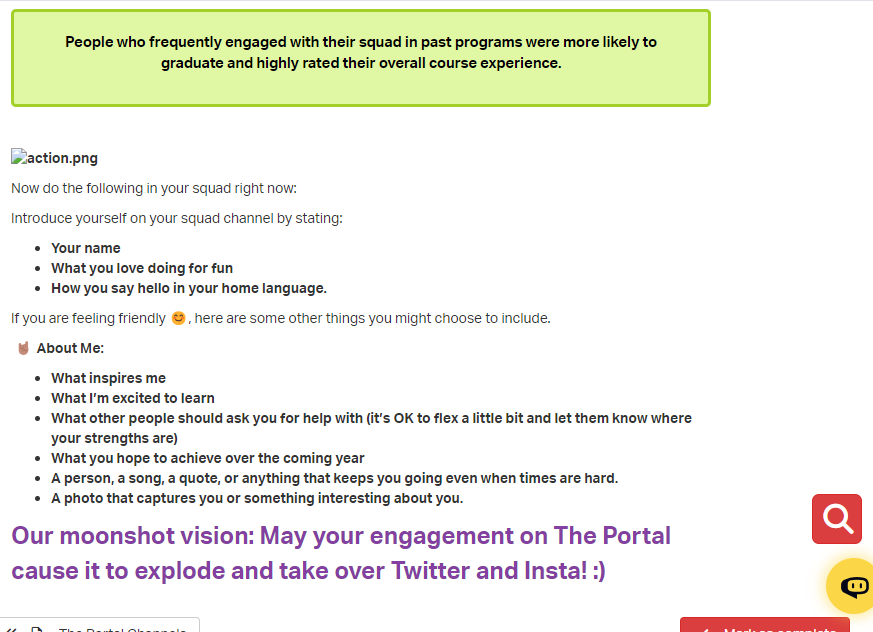 People who frequently engaged with their squad in past programs were more likely to
graduate and highly rated their overall course experience.
action.png
Now do the following in your squad right now:
Introduce yourself on your squad channel by stating:
Your name
What you love doing for fun
How you say hello in your home language.
If you are feeling friendly 😊, here are some other things you might choose to include.
🤘🏽 About Me:
What inspires me
What I’m excited to learn
What other people should ask you for help with (it’s OK to flex a little bit and let them know where
your strengths are)
What you hope to achieve over the coming year
A person, a song, a quote, or anything that keeps you going even when times are hard.
A photo that captures you or something interesting about you.
Our moonshot vision: May your engagement on The Portal
cause it to explode and take over Twitter and Insta! :)
The Portal Channels
Mark as complete